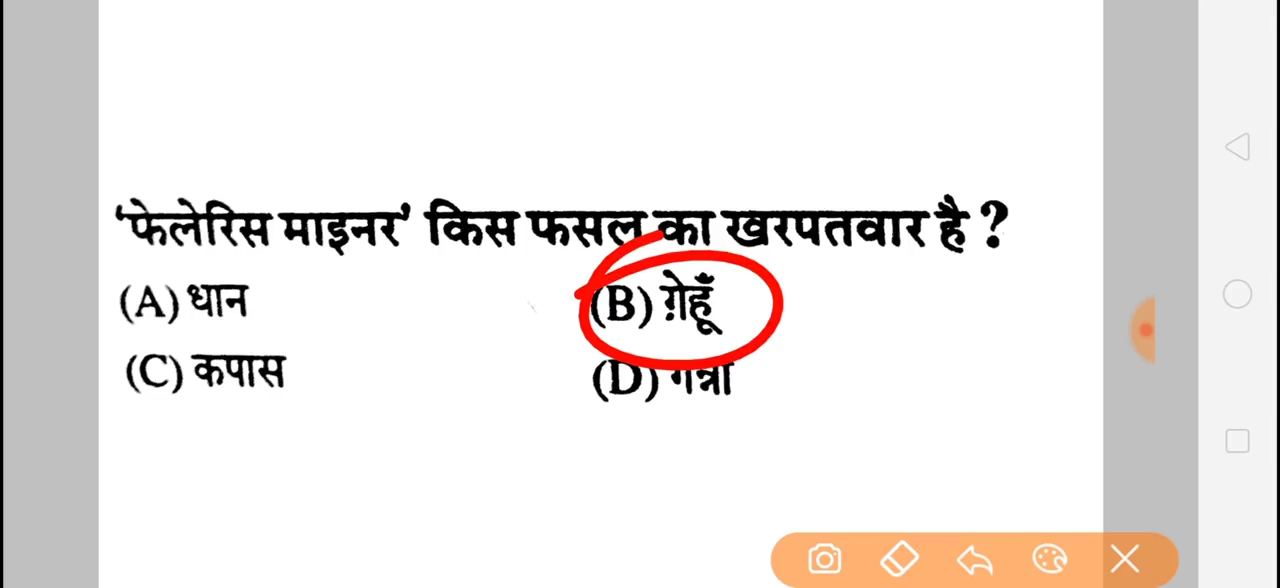 ‘फेलेरिस माइनर’ किस फसल का खरपतवार है ?
(A) धान (B) गे़हूँ
(C) कपास (D) गन्ना